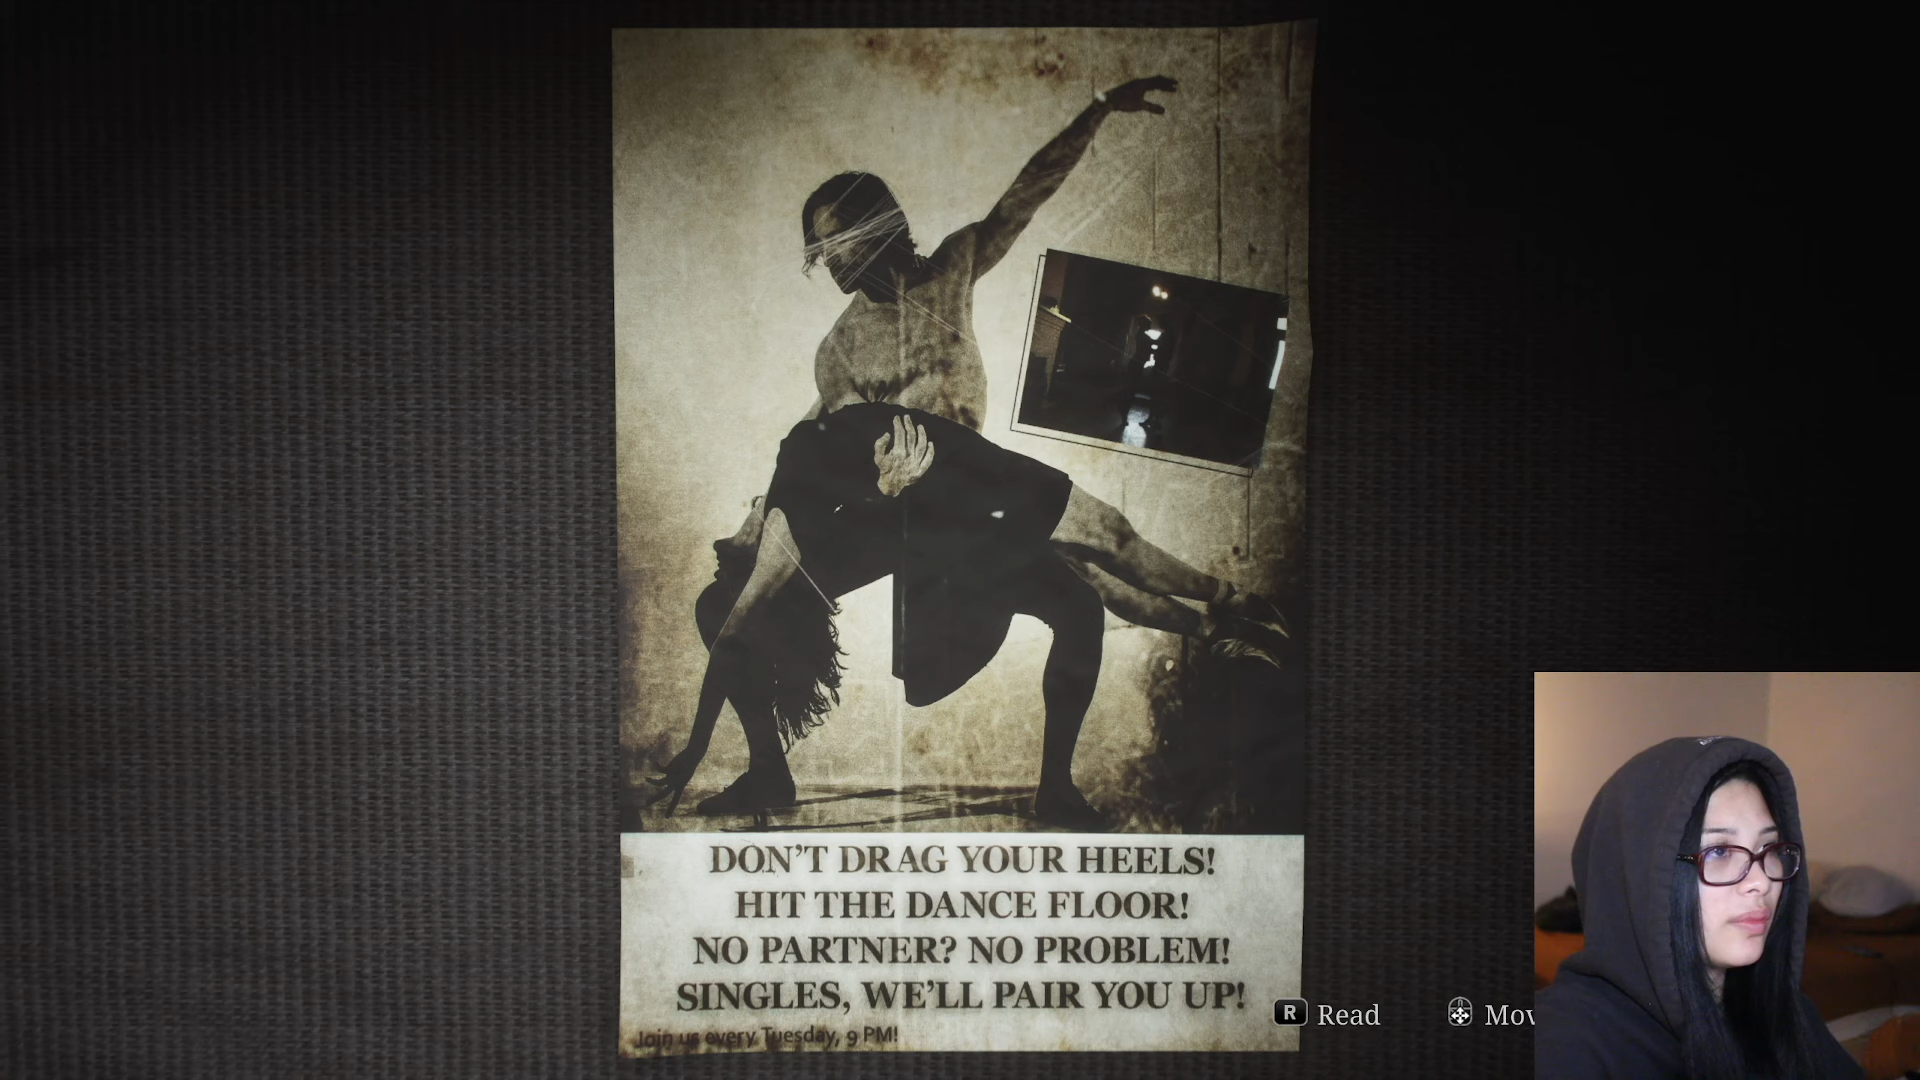 DON'T DRAG YOUR HEELS!
HIT THE DANCE FLOOR!
NO PARTNER? NO PROBLEM!
SINGLES, WE'LL PAIR YOU UP!
Join us every Tuesday, 9 PM!
R Read
Mov